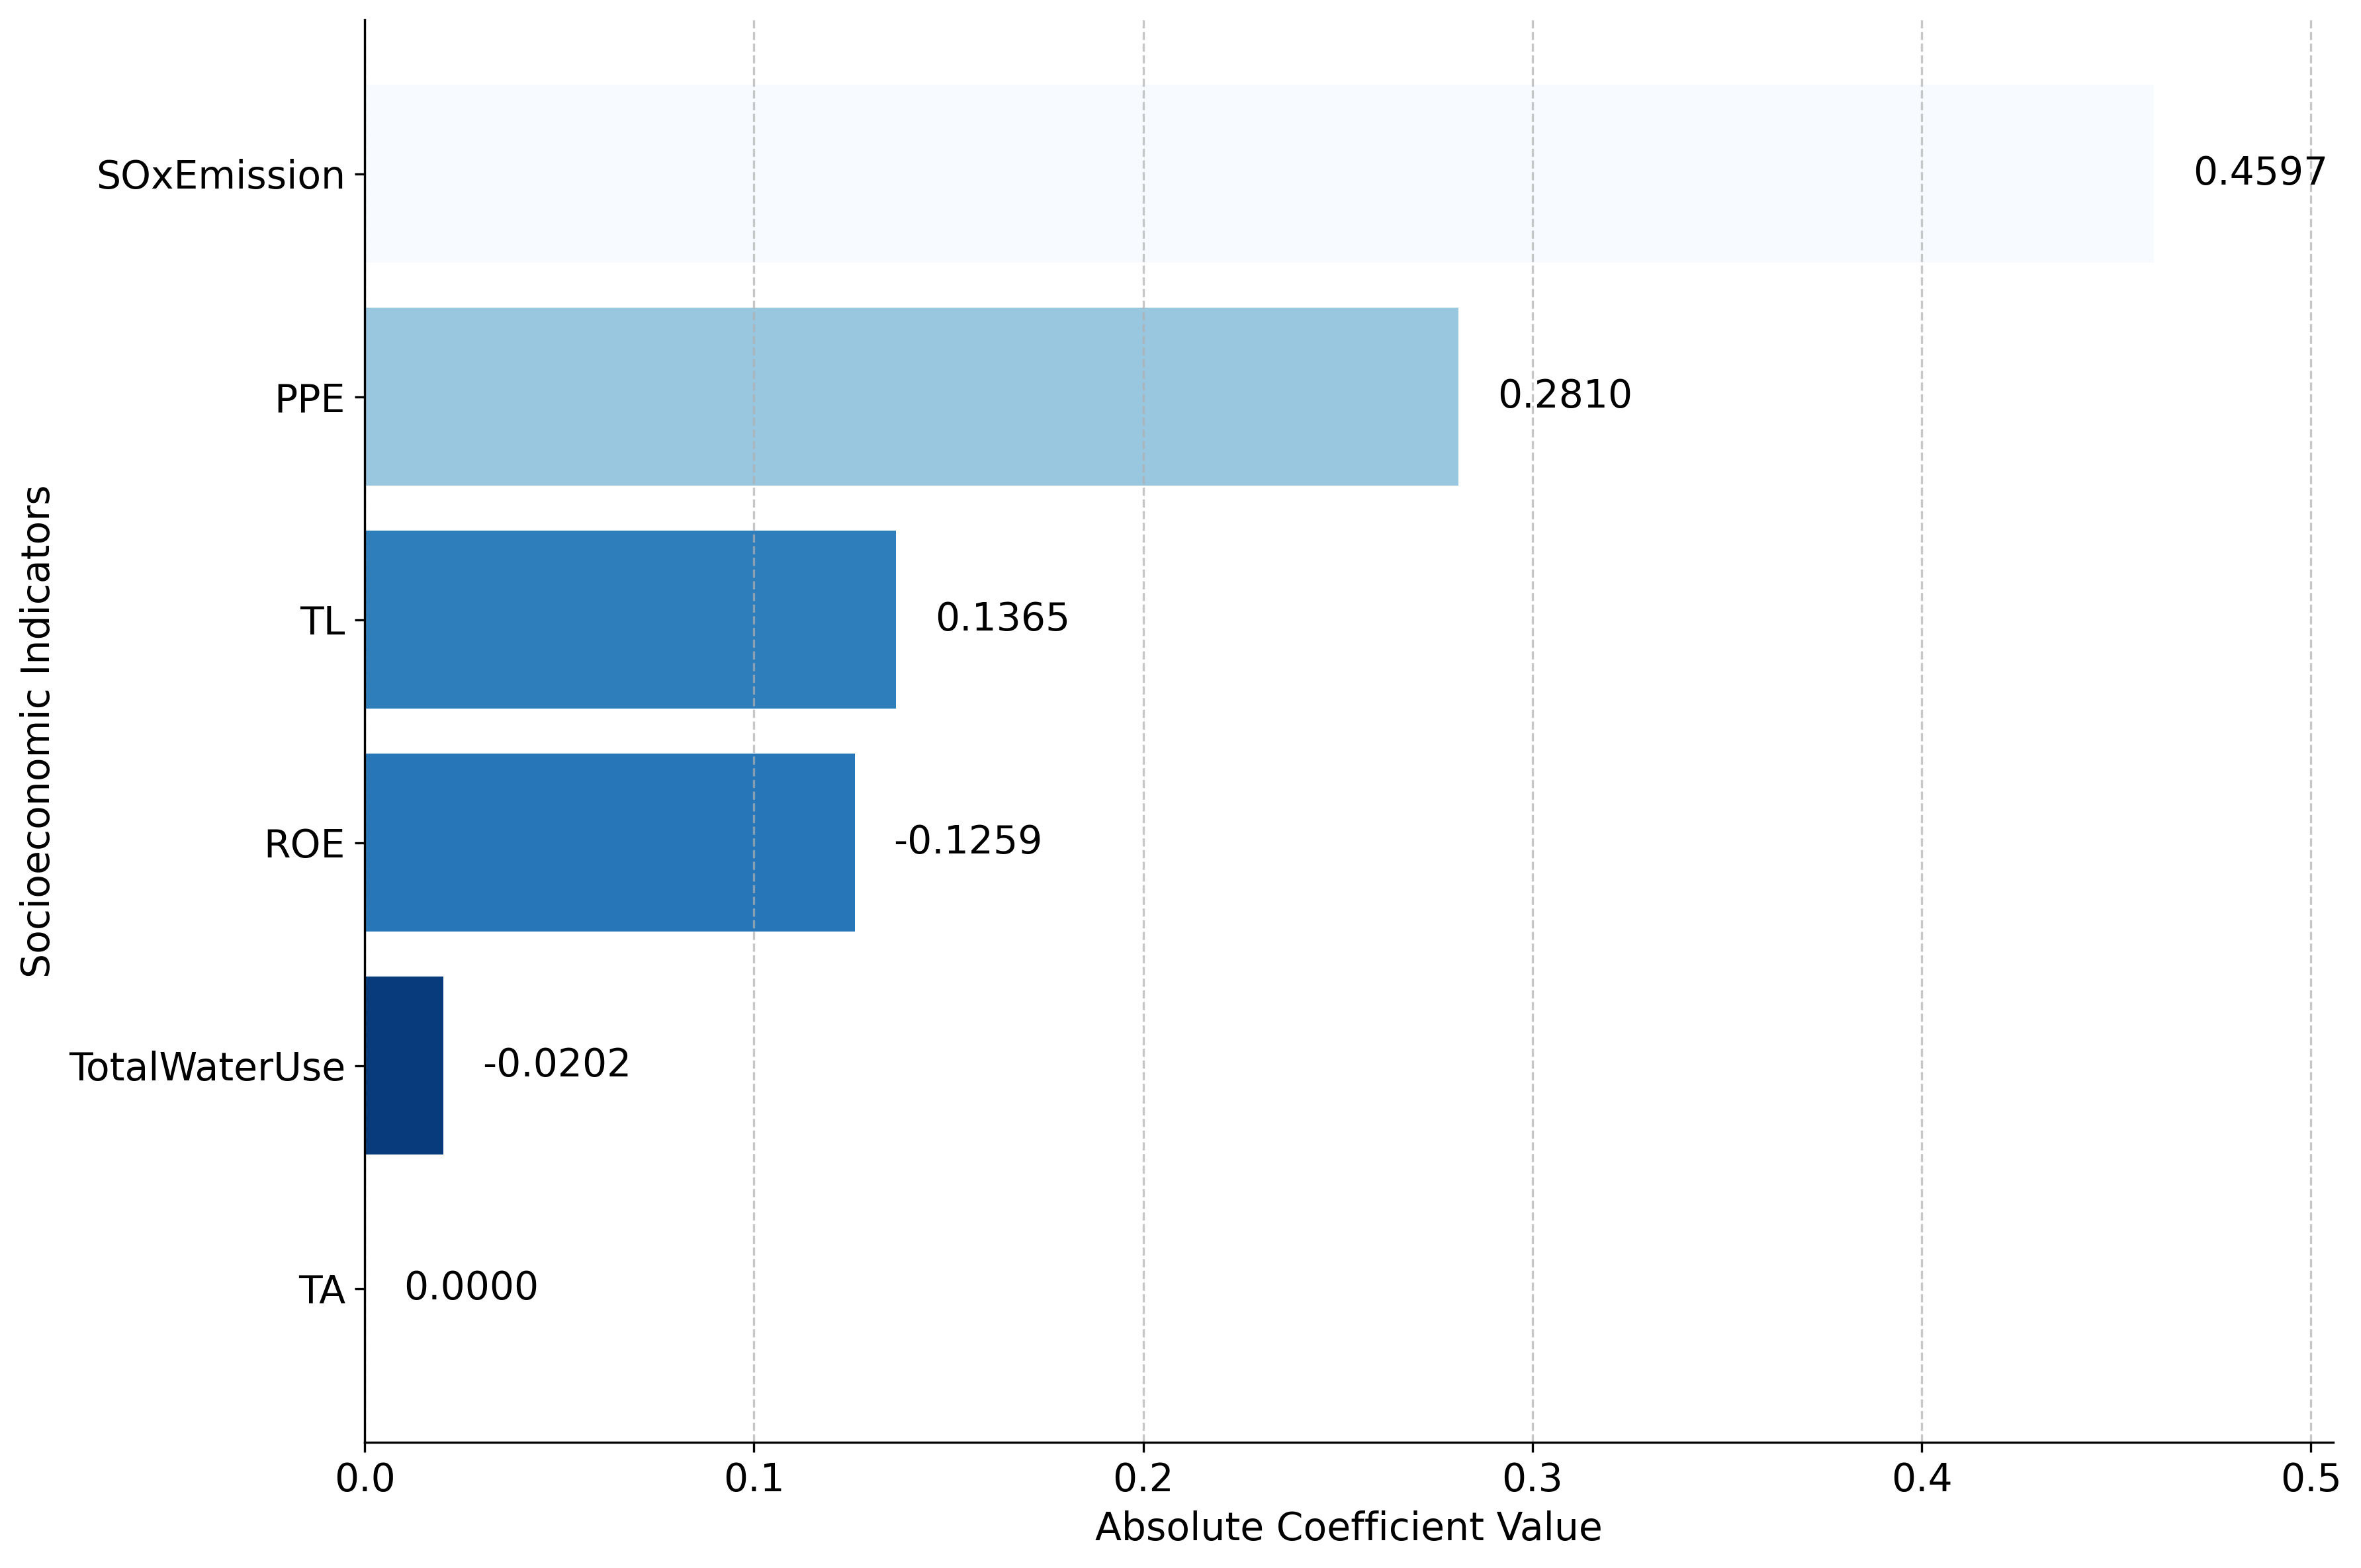 Socioeconomic Indicators
SOxEmission 0.4597
PPE 0.2810
TL 0.1365
ROE -0.1259
TotalWaterUse -0.0202
TA 0.0000
0.0 0.1 0.2 0.3 0.4 0.5
Absolute Coefficient Value